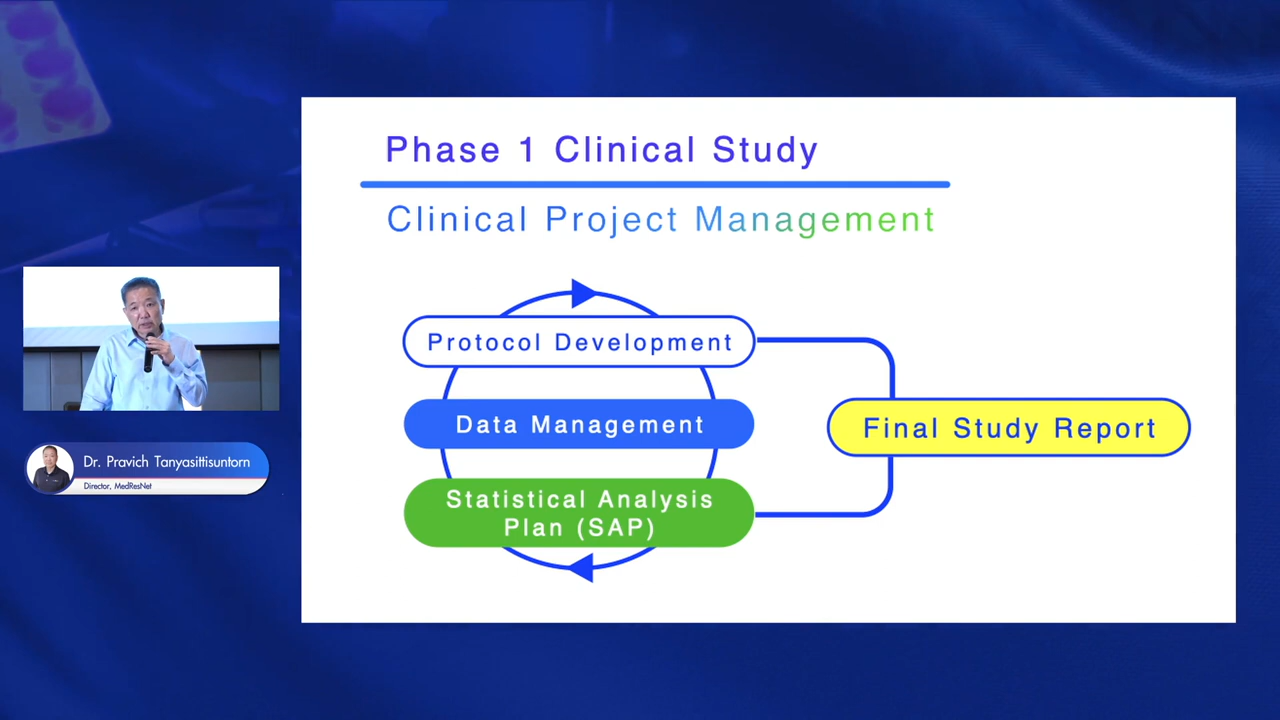 Phase 1 Clinical Study
Clinical Project Management
Protocol Development
Data Management
Statistical Analysis
Plan (SAP)
Final Study Report
Dr. Pravich Tanyasittisuntorn
Director, MedResNet